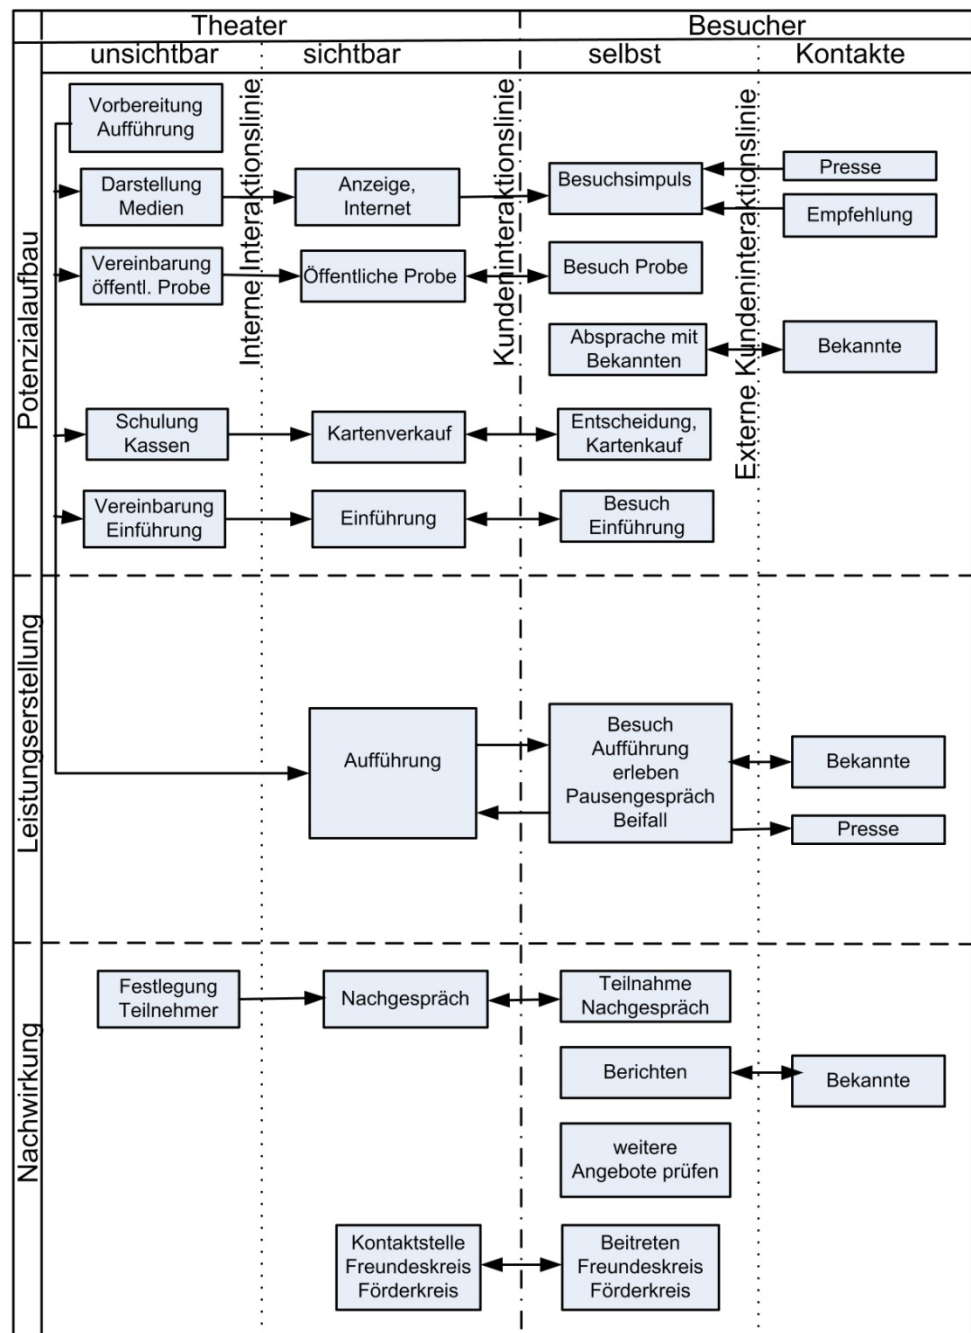 Theater
Besucher
unsichtbar
sichtbar
selbst
Kontakte
Potenzialaufbau
Interne Interaktionslinie
Kundeninteraktionslinie
Externe Kundeninteraktionslinie
Vorbereitung
Aufführung
Darstellung
Medien
Anzeige,
Internet
Besuchsimpuls
Presse
Empfehlung
Vereinbarung
öffentl. Probe
Öffentliche Probe
Besuch Probe
Absprache mit
Bekannten
Bekannte
Schulung
Kassen
Kartenverkauf
Entscheidung,
Kartenkauf
Vereinbarung
Einführung
Einführung
Besuch
Einführung
Leistungserstellung
Aufführung
Besuch
Aufführung
erleben
Pausengespräch
Beifall
Bekannte
Presse
Nachwirkung
Festlegung
Teilnehmer
Nachgespräch
Teilnahme
Nachgespräch
Berichten
Bekannte
weitere
Angebote prüfen
Kontaktstelle
Freundeskreis
Förderkreis
Beitreten
Freundeskreis
Förderkreis